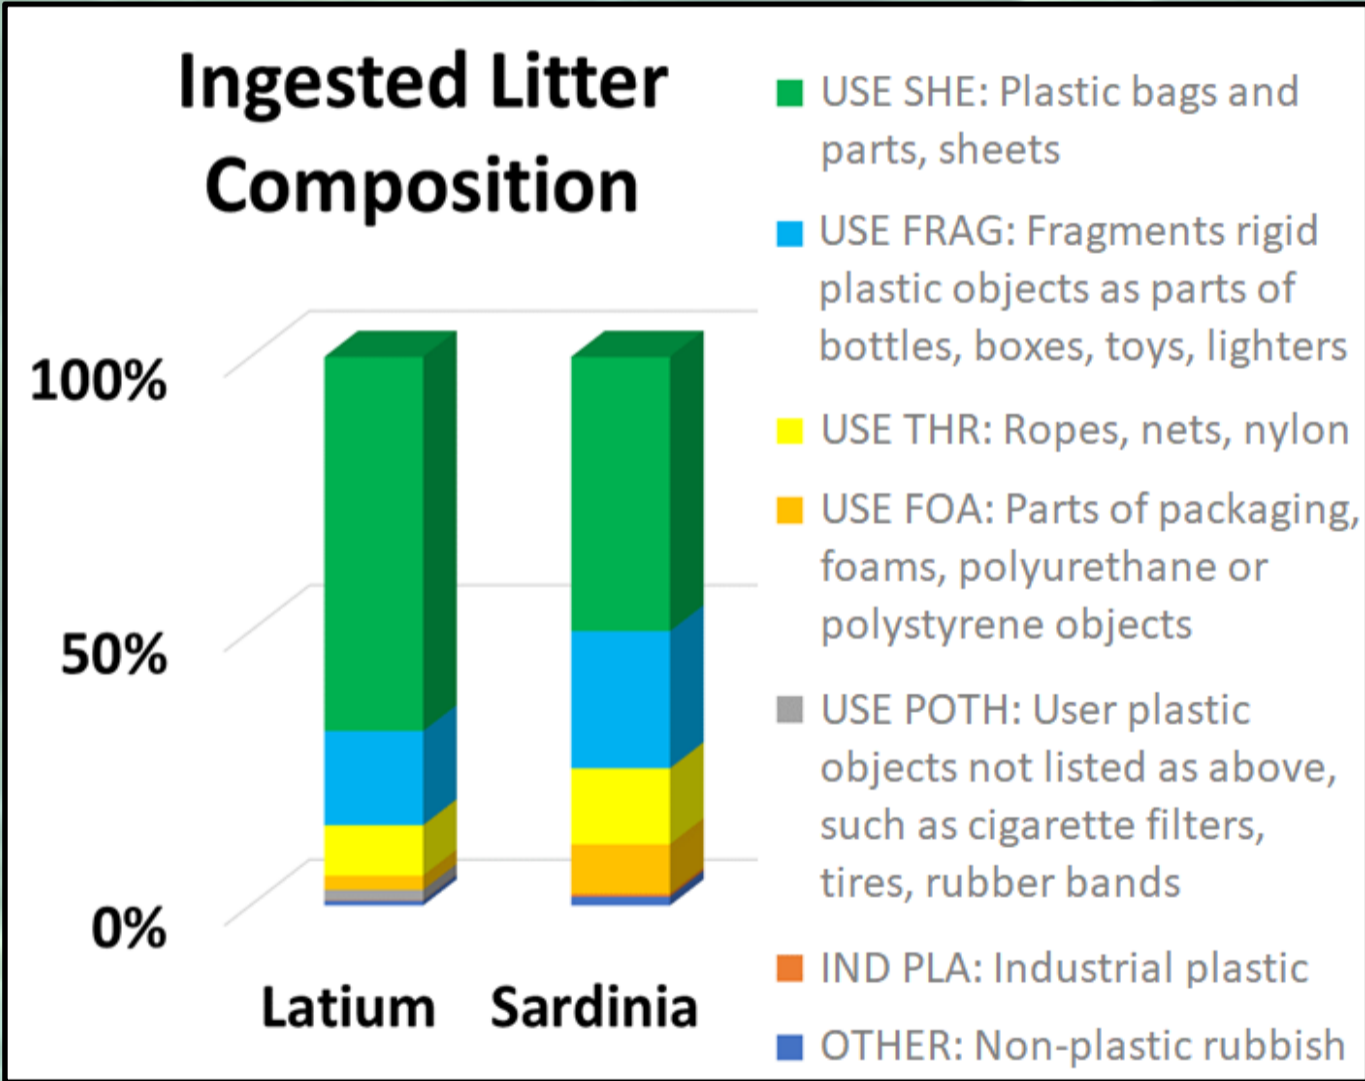 Ingested Litter
Composition
100%
50%
0%
Latium
Sardinia
USE SHE: Plastic bags and
parts, sheets
USE FRAG: Fragments rigid
plastic objects as parts of
bottles, boxes, toys, lighters
USE THR: Ropes, nets, nylon
USE FOA: Parts of packaging,
foams, polyurethane or
polystyrene objects
USE POTH: User plastic
objects not listed as above,
such as cigarette filters,
tires, rubber bands
IND PLA: Industrial plastic
OTHER: Non-plastic rubbish